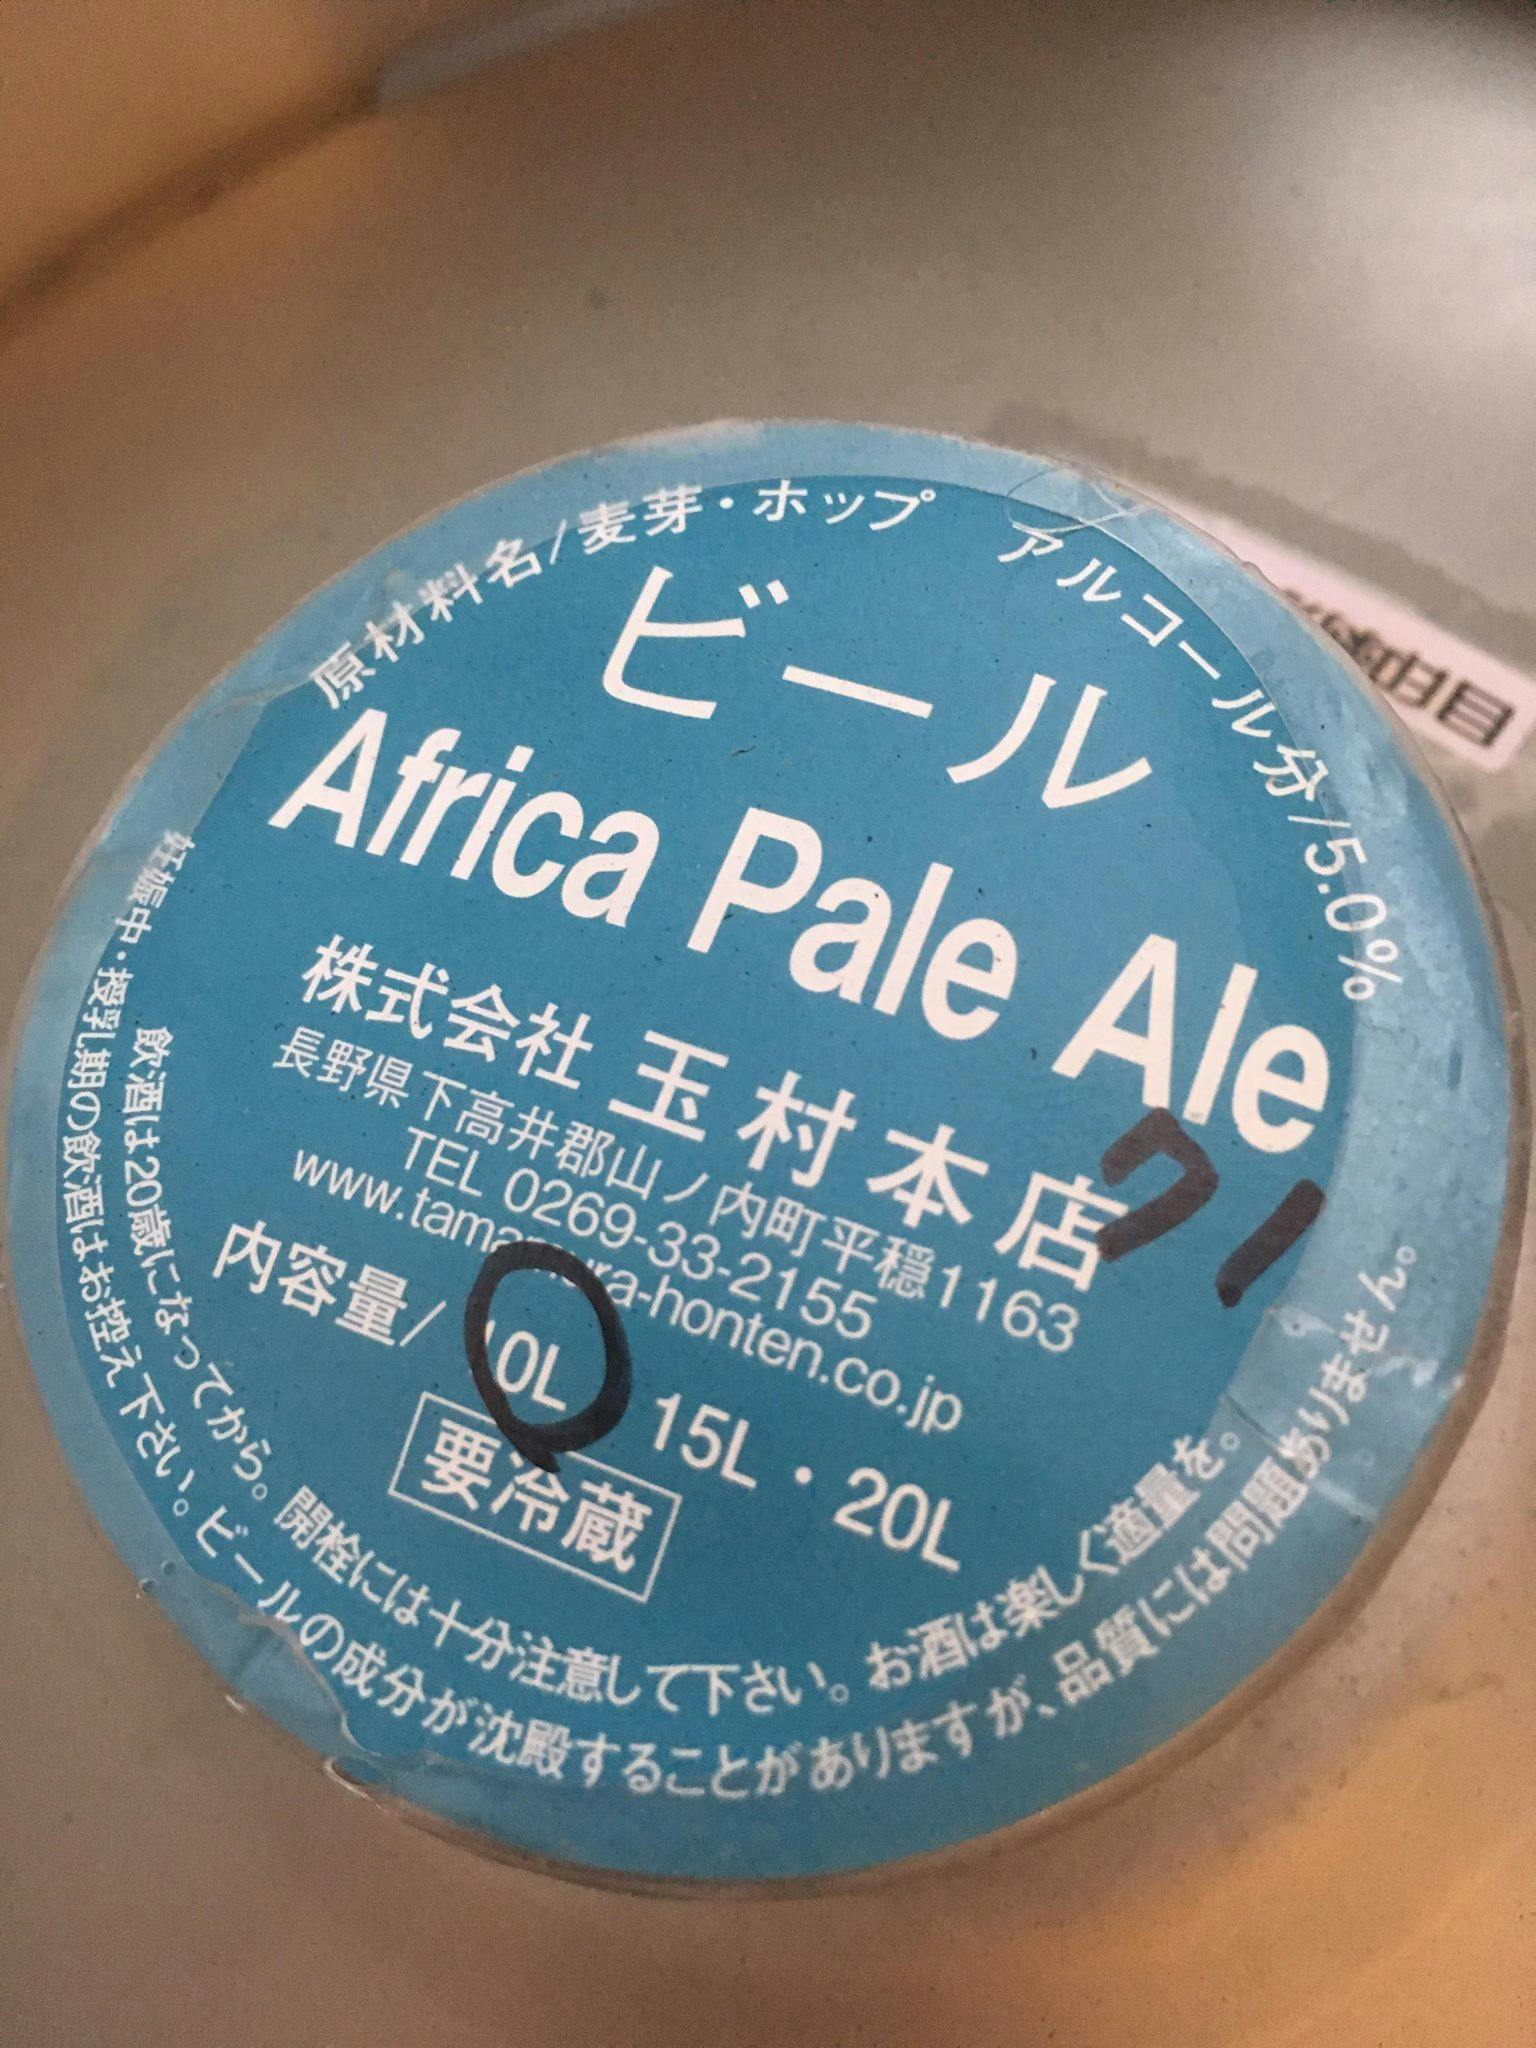 原材料名/麦芽・ホップ　アルコール分/5.0%
ビール
Africa Pale Ale
株式会社 玉村本店
長野県下高井郡山ノ内町平穏1163
TEL 0269-33-2155
www.tamamura-honten.co.jp
内容量/10L　15L・20L
要冷蔵
飲酒は20歳になってから。開栓には十分注意して下さい。お酒は楽しく適量を。
妊娠中・授乳期の飲酒はお控え下さい。ビールの成分が沈殿することがありますが、品質には問題ありません。